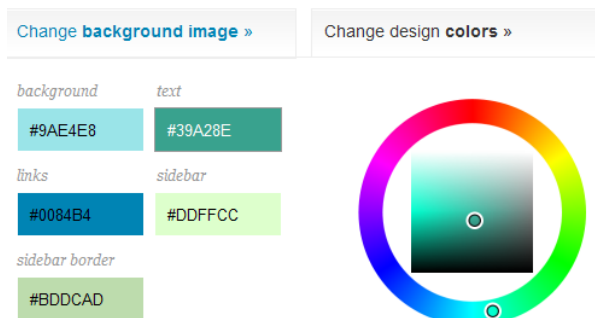 Change background image »
Change design colors »
background
text
#9AE4E8
#39A28E
links
sidebar
#0084B4
#DDFFCC
sidebar border
#BDDCAD